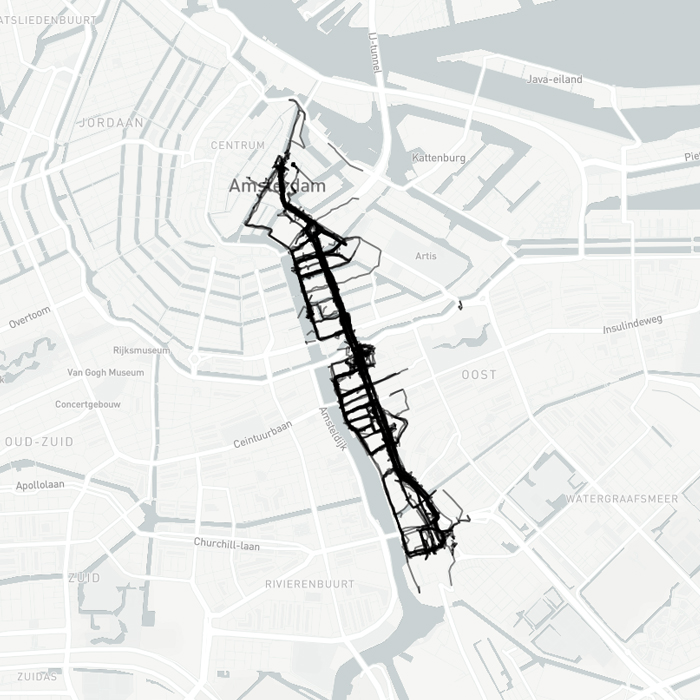 ATSLIEDENBUURT
IJ-tunnel
Java-eiland
JORDAAN
CENTRUM
Kattenburg
Piet
Amsterdam
Artis
Overtoom
Insulindeweg
Rijksmuseum
Van Gogh Museum
OOST
Concertgebouw
Amsteldijk
Ceintuurbaan
OUD-ZUID
Apollolaan
WATERGRAAFSMEER
Churchill-laan
ZUID
RIVIERENBUURT
ZUIDAS